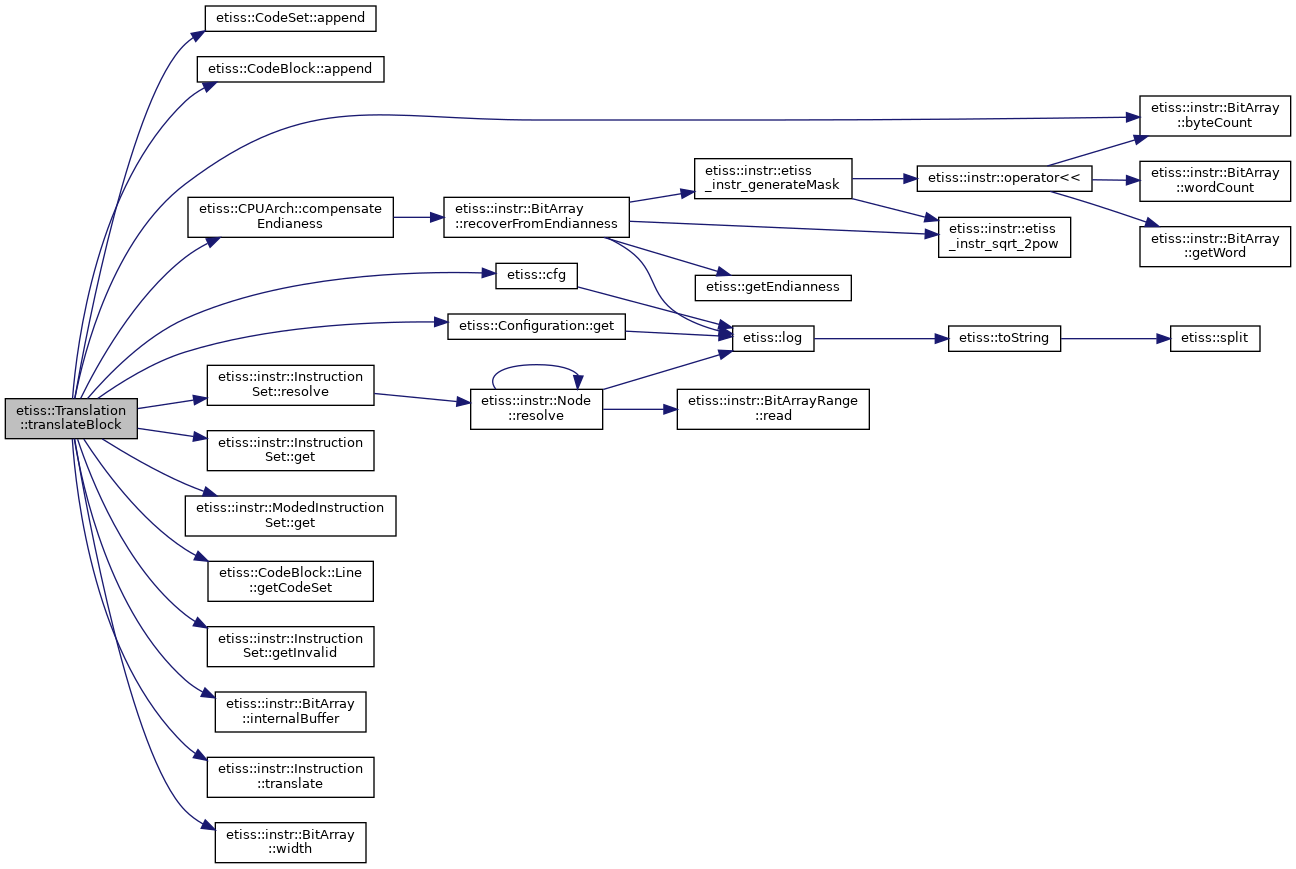 etiss::CodeSet::append
etiss::CodeBlock::append
etiss::instr::BitArray
::byteCount
etiss::instr::etiss
_instr_generateMask
etiss::instr::operator<<
etiss::instr::BitArray
::wordCount
etiss::CPUArch::compensate
Endianess
etiss::instr::BitArray
::recoverFromEndianness
etiss::instr::etiss
_instr_sqrt_2pow
etiss::instr::BitArray
::getWord
etiss::cfg
etiss::getEndianness
etiss::Configuration::get
etiss::log
etiss::toString
etiss::split
etiss::instr::Instruction
Set::resolve
etiss::instr::Node
::resolve
etiss::instr::BitArrayRange
::read
etiss::Translation
::translateBlock
etiss::instr::Instruction
Set::get
etiss::instr::ModedInstruction
Set::get
etiss::CodeBlock::Line
::getCodeSet
etiss::instr::Instruction
Set::getInvalid
etiss::instr::BitArray
::internalBuffer
etiss::instr::Instruction
::translate
etiss::instr::BitArray
::width